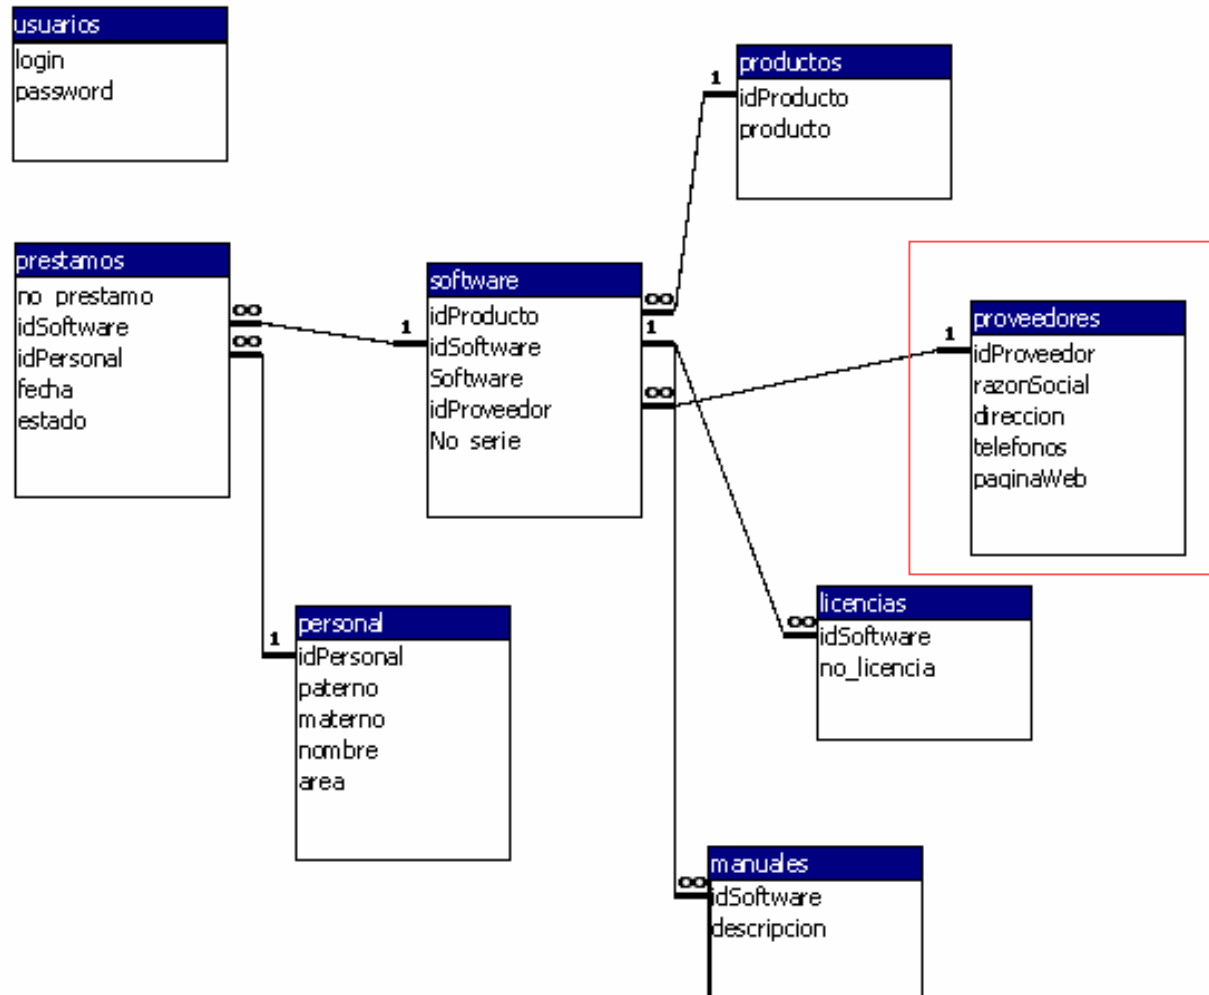 usuarios
login
password
productos
1
idProducto
producto
prestamos
no_prestamo
idSoftware
idPersonal
fecha
estado
∞
∞
software
1
idProducto
idSoftware
Software
idProveedor
No_serie
∞
1
∞
proveedores
1
idProveedor
razonSocial
direccion
telefonos
paginaWeb
personal
1
idPersonal
paterno
materno
nombre
area
licencias
∞
idSoftware
no_licencia
manuales
∞
idSoftware
descripcion